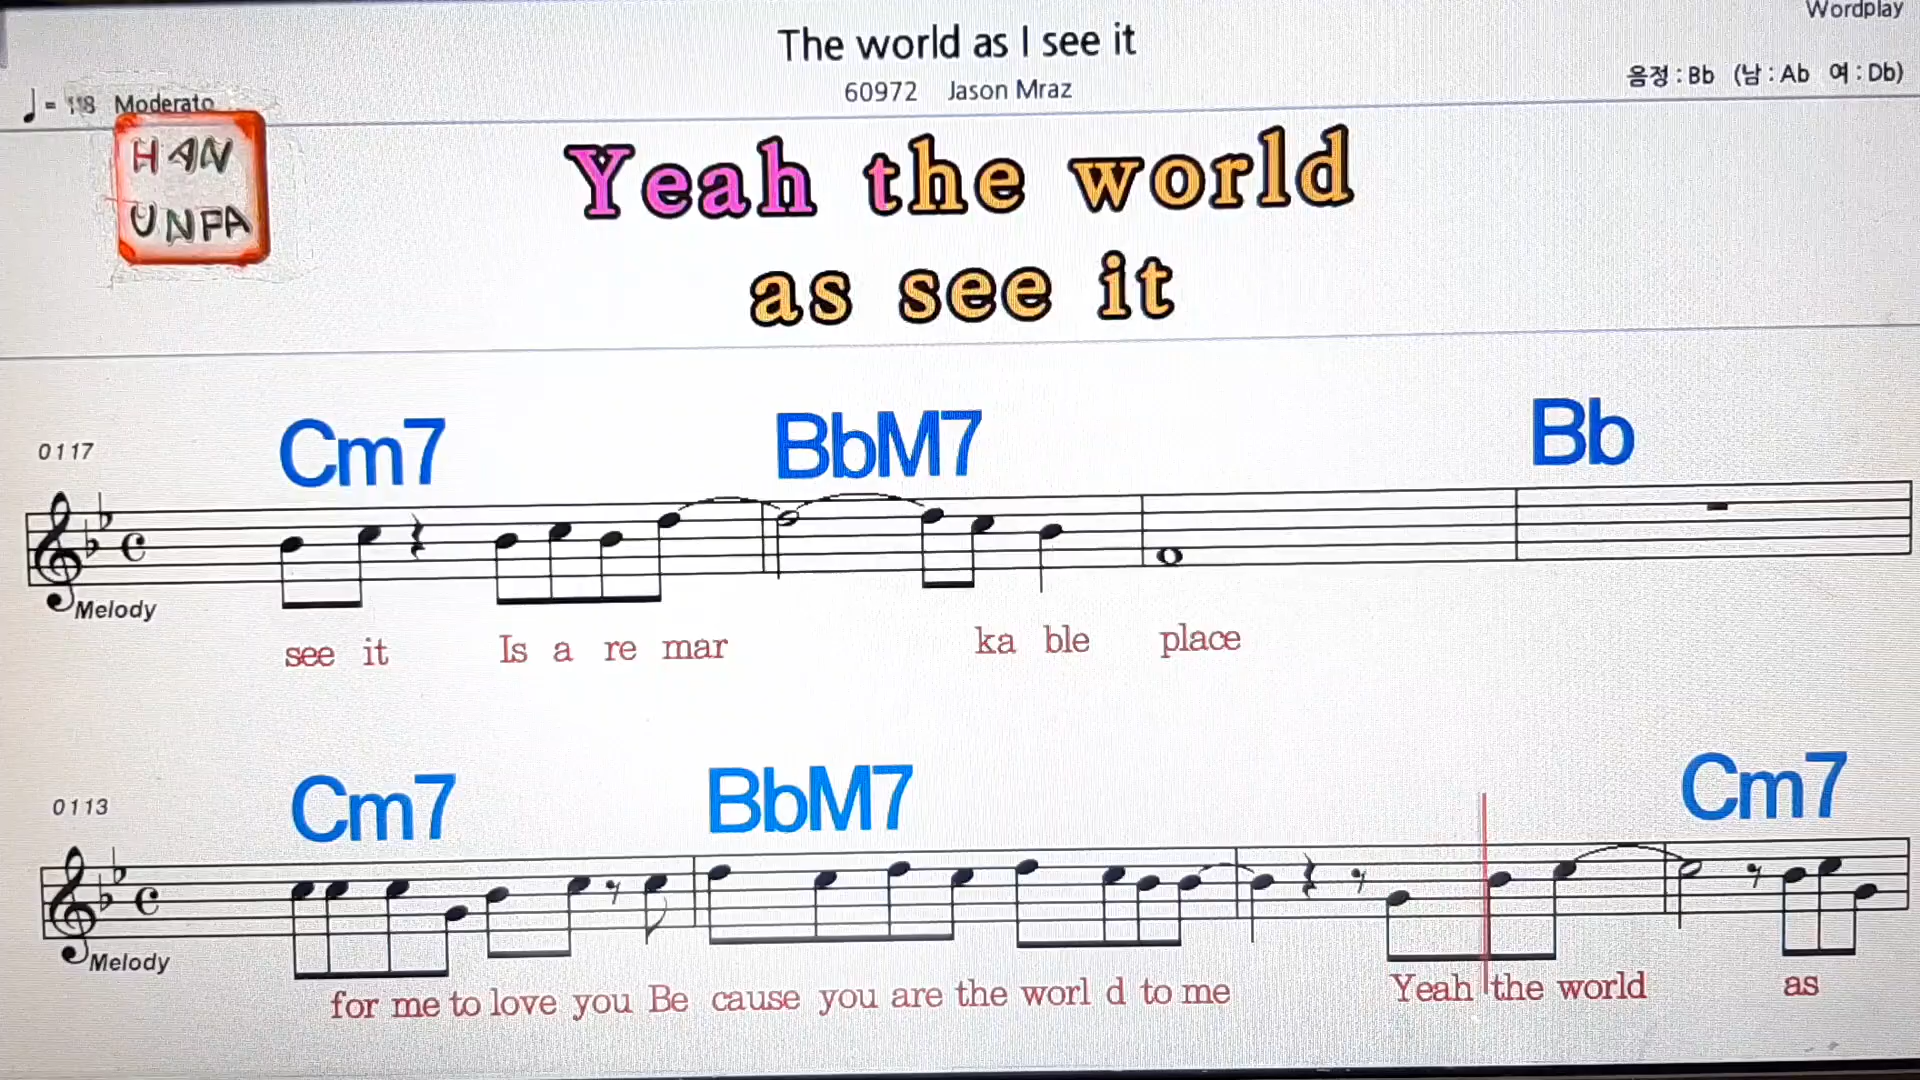 Wordplay
The world as I see it
60972 Jason Mraz
음정 : Bb (남 : Ab 여 : Db)
♩ = 118 Moderato
HAN
UNFA
Yeah the world
as see it
Cm7 BbM7 Bb
0117
Melody
see it Is a re mar ka ble place
Cm7 BbM7 Cm7
0113
Melody
for me to love you Be cause you are the worl d to me Yeah the world as